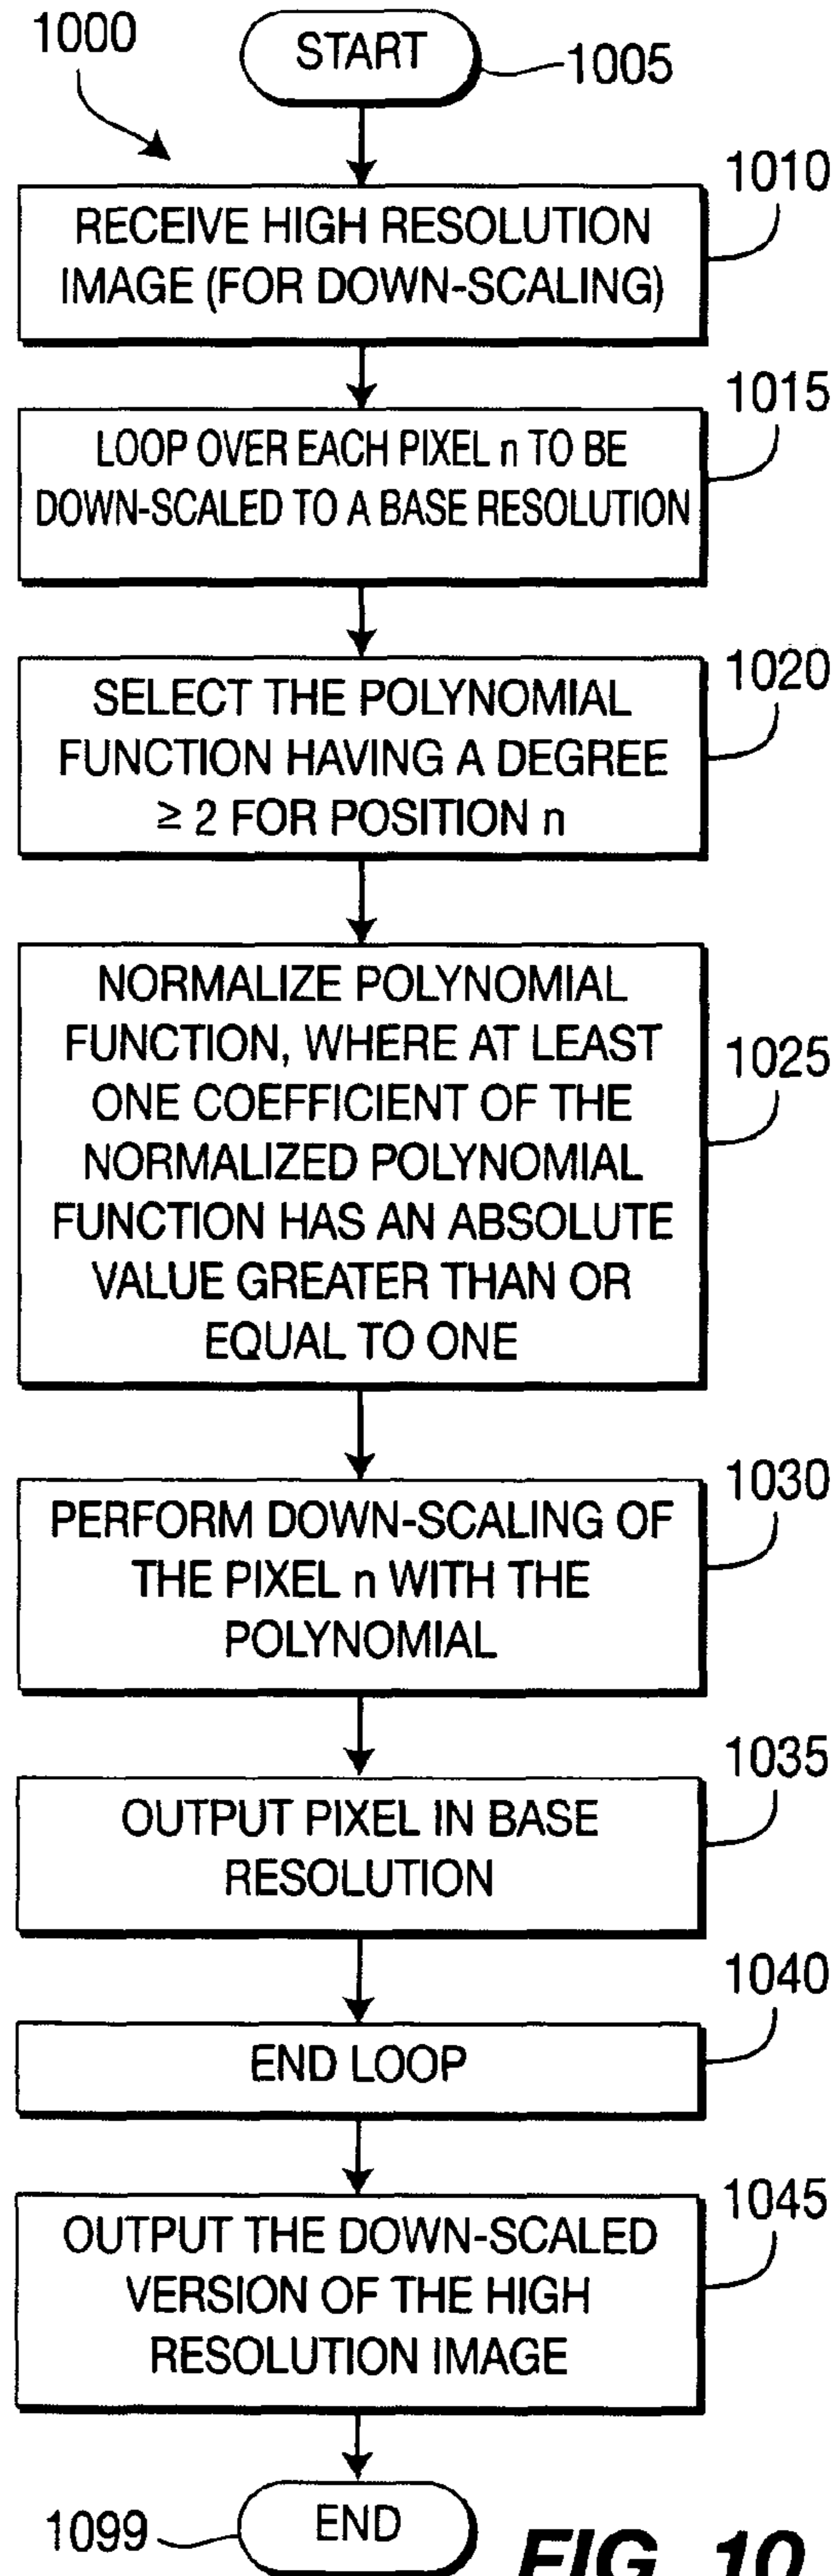 1000
START
1005
1010
RECEIVE HIGH RESOLUTION
IMAGE (FOR DOWN-SCALING)
1015
LOOP OVER EACH PIXEL n TO BE
DOWN-SCALED TO A BASE RESOLUTION
1020
SELECT THE POLYNOMIAL
FUNCTION HAVING A DEGREE
≥ 2 FOR POSITION n
1025
NORMALIZE POLYNOMIAL
FUNCTION, WHERE AT LEAST
ONE COEFFICIENT OF THE
NORMALIZED POLYNOMIAL
FUNCTION HAS AN ABSOLUTE
VALUE GREATER THAN OR
EQUAL TO ONE
1030
PERFORM DOWN-SCALING OF
THE PIXEL n WITH THE
POLYNOMIAL
1035
OUTPUT PIXEL IN BASE
RESOLUTION
1040
END LOOP
1045
OUTPUT THE DOWN-SCALED
VERSION OF THE HIGH
RESOLUTION IMAGE
1099
END
FIG. 10